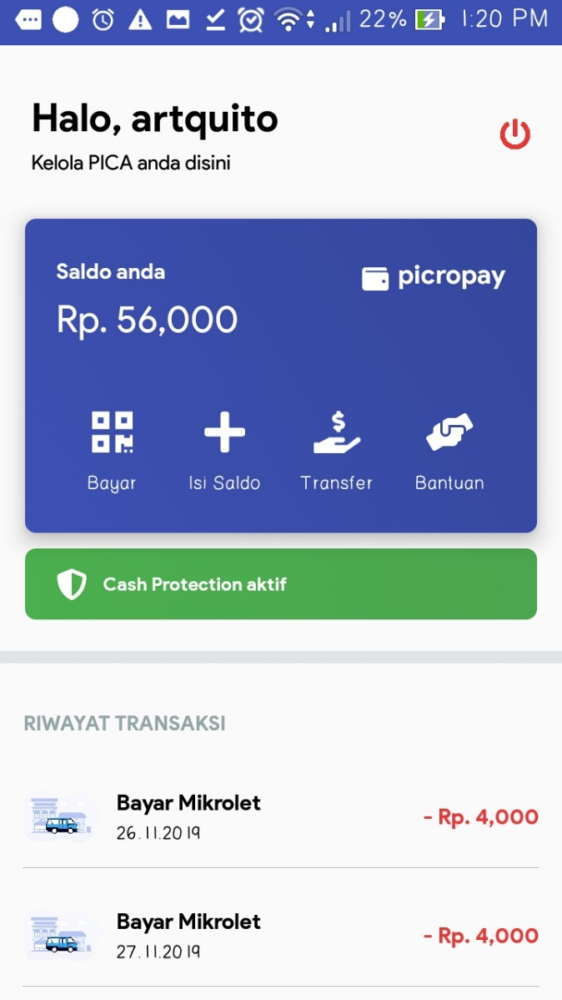 22% 1:20 PM
Halo, artquito
Kelola PICA anda disini
Saldo anda
picropay
Rp. 56,000
Bayar
Isi Saldo
Transfer
Bantuan
Cash Protection aktif
RIWAYAT TRANSAKSI
Bayar Mikrolet
- Rp. 4,000
26.11.2019
Bayar Mikrolet
- Rp. 4,000
27.11.2019